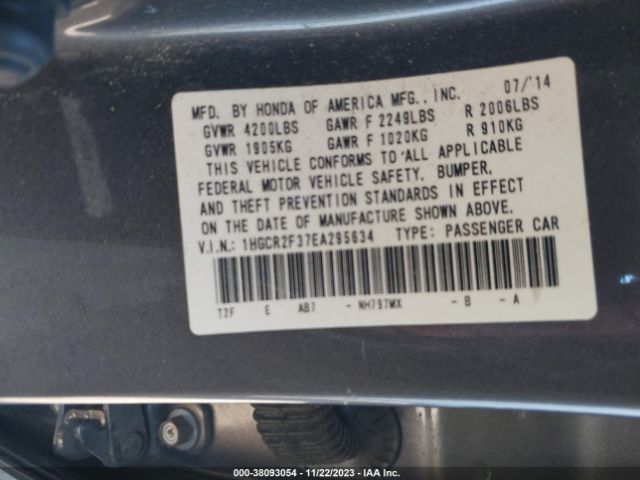 MFD. BY HONDA OF AMERICA MFG., INC. 07/'14
GVWR 4200LBS GAWR F 2249LBS R 2006LBS
GVWR 1905KG GAWR F 1020KG R 910KG
THIS VEHICLE CONFORMS TO ALL APPLICABLE
FEDERAL MOTOR VEHICLE SAFETY, BUMPER,
AND THEFT PREVENTION STANDARDS IN EFFECT
ON THE DATE OF MANUFACTURE SHOWN ABOVE.
V.I.N.: 1HGCR2F37EA295634 TYPE: PASSENGER CAR
T2F E AB7 - NH797MX - B - A
000-38093054 - 11/22/2023 - IAA Inc.